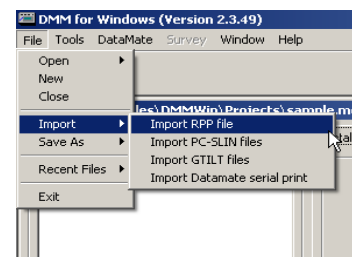 DMM for Windows (Version 2.3.49)
File Tools DataMate Survey Window Help
Open
New
Close
Import
Save As
Recent Files
Exit
\DMMWin\Projects\sample.m
Import RPP file
Import PC-SLIN files
Import GTILT files
Import Datamate serial print